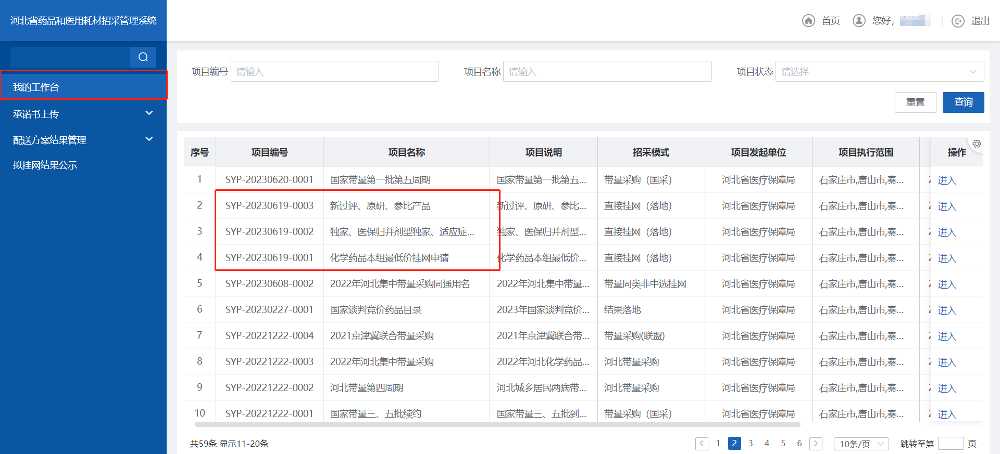 河北省药品和医用耗材招采管理系统
首页
您好,
退出
我的工作台
承诺书上传
配送方案结果管理
拟挂网结果公示
项目编号 请输入 项目名称 请输入 项目状态 请选择
重置 查询
序号 项目编号 项目名称 项目说明 招采模式 项目发起单位 项目执行范围 操作
1 SYP-20230620-0001 国家带量第一批第五周期 国家带量第一批第五... 带量采购（国采） 河北省医疗保障局 石家庄市,唐山市,秦... 进入
2 SYP-20230619-0003 新过评、原研、参比产品 新过评、原研、参比... 直接挂网（落地） 河北省医疗保障局 石家庄市,唐山市,秦... 进入
3 SYP-20230619-0002 独家、医保归并剂型独家、适应症... 独家、医保归并剂型... 直接挂网（落地） 河北省医疗保障局 石家庄市,唐山市,秦... 进入
4 SYP-20230619-0001 化学药品本组最低价挂网申请 化学药品本组最低价... 直接挂网（落地） 河北省医疗保障局 石家庄市,唐山市,秦... 进入
5 SYP-20230608-0002 2022年河北集中带量采购同通用名 2022年河北集中带量... 带量同类非中选挂网 河北省医疗保障局 石家庄市,唐山市,秦... 进入
6 SYP-20230227-0001 国家谈判竞价药品目录 2023年国家谈判竞价... 结果落地 河北省医疗保障局 石家庄市,唐山市,秦... 进入
7 SYP-20221222-0004 2021京津冀联合带量采购 2021年京津冀联合带... 带量采购(联盟) 河北省医疗保障局 石家庄市,唐山市,秦... 进入
8 SYP-20221222-0003 2022年河北集中带量采购 2022年河北化学药品... 河北带量采购 河北省医疗保障局 石家庄市,唐山市,秦... 进入
9 SYP-20221222-0002 河北带量第四周期 河北城乡居民两病带... 河北带量采购 河北省医疗保障局 石家庄市,唐山市,秦... 进入
10 SYP-20221222-0001 国家带量三、五批续约 国家带量三、五批到... 带量采购（国采） 河北省医疗保障局 石家庄市,唐山市,秦... 进入
共59条 显示11-20条 1 2 3 4 5 6 10条/页 跳转至第 页